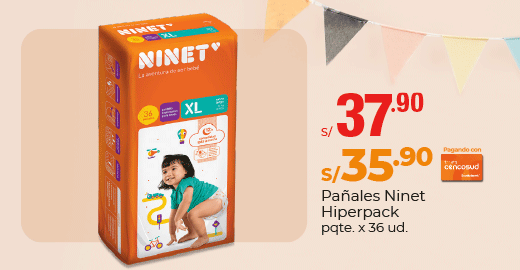 NINET
NINET
La aventura de ser bebé
36
XL
S/ 37.90
S/ 35.90
Pagando con
cencosud
Pañales Ninet
Hiperpack
pqte. x 36 ud.